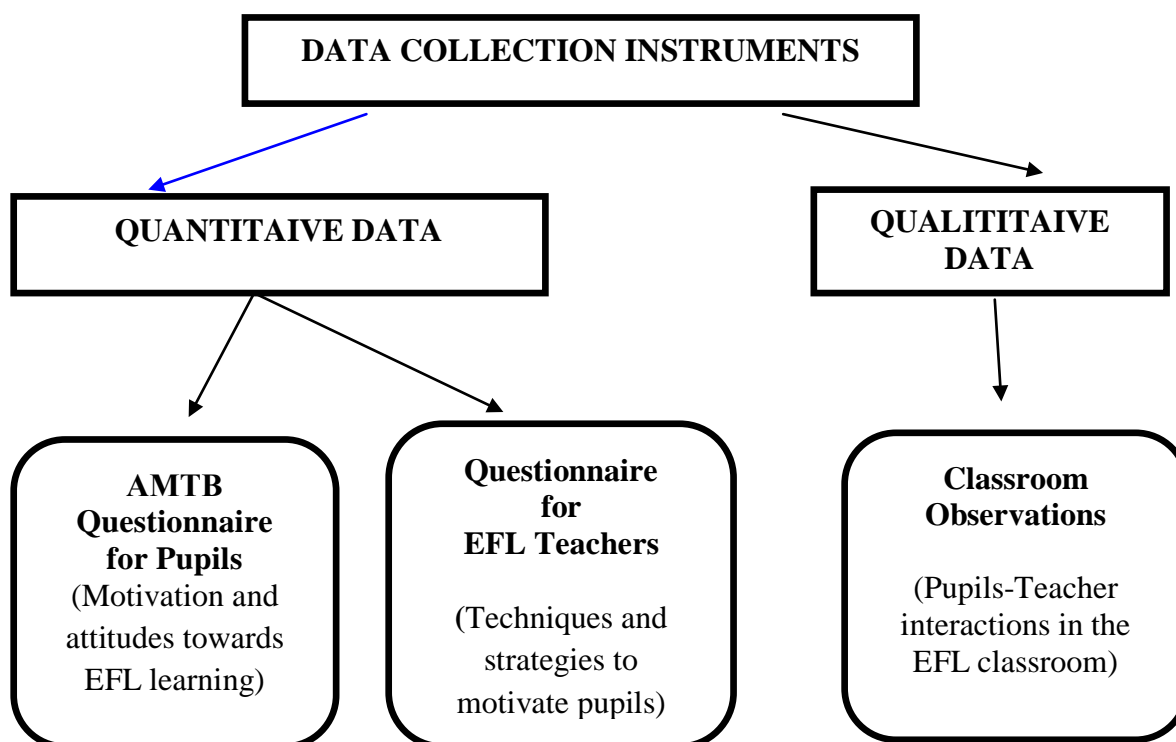 DATA COLLECTION INSTRUMENTS
QUANTITAIVE DATA
QUALITITAIVE
DATA
AMTB
Questionnaire
for Pupils
(Motivation and
attitudes towards
EFL learning)
Questionnaire
for
EFL Teachers
(Techniques and
strategies to
motivate pupils)
Classroom
Observations
(Pupils-Teacher
interactions in the
EFL classroom)